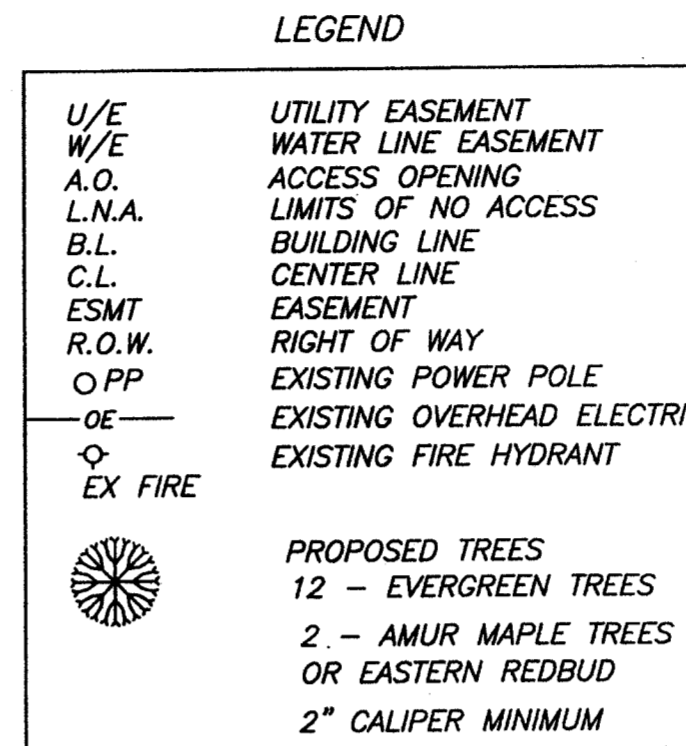 LEGEND
U/E UTILITY EASEMENT
W/E WATER LINE EASEMENT
A.O. ACCESS OPENING
L.N.A. LIMITS OF NO ACCESS
B.L. BUILDING LINE
C.L. CENTER LINE
ESMT EASEMENT
R.O.W. RIGHT OF WAY
PP EXISTING POWER POLE
OE EXISTING OVERHEAD ELECTRI
EXISTING FIRE HYDRANT
EX FIRE
PROPOSED TREES
12 – EVERGREEN TREES
2.– AMUR MAPLE TREES
OR EASTERN REDBUD
2" CALIPER MINIMUM